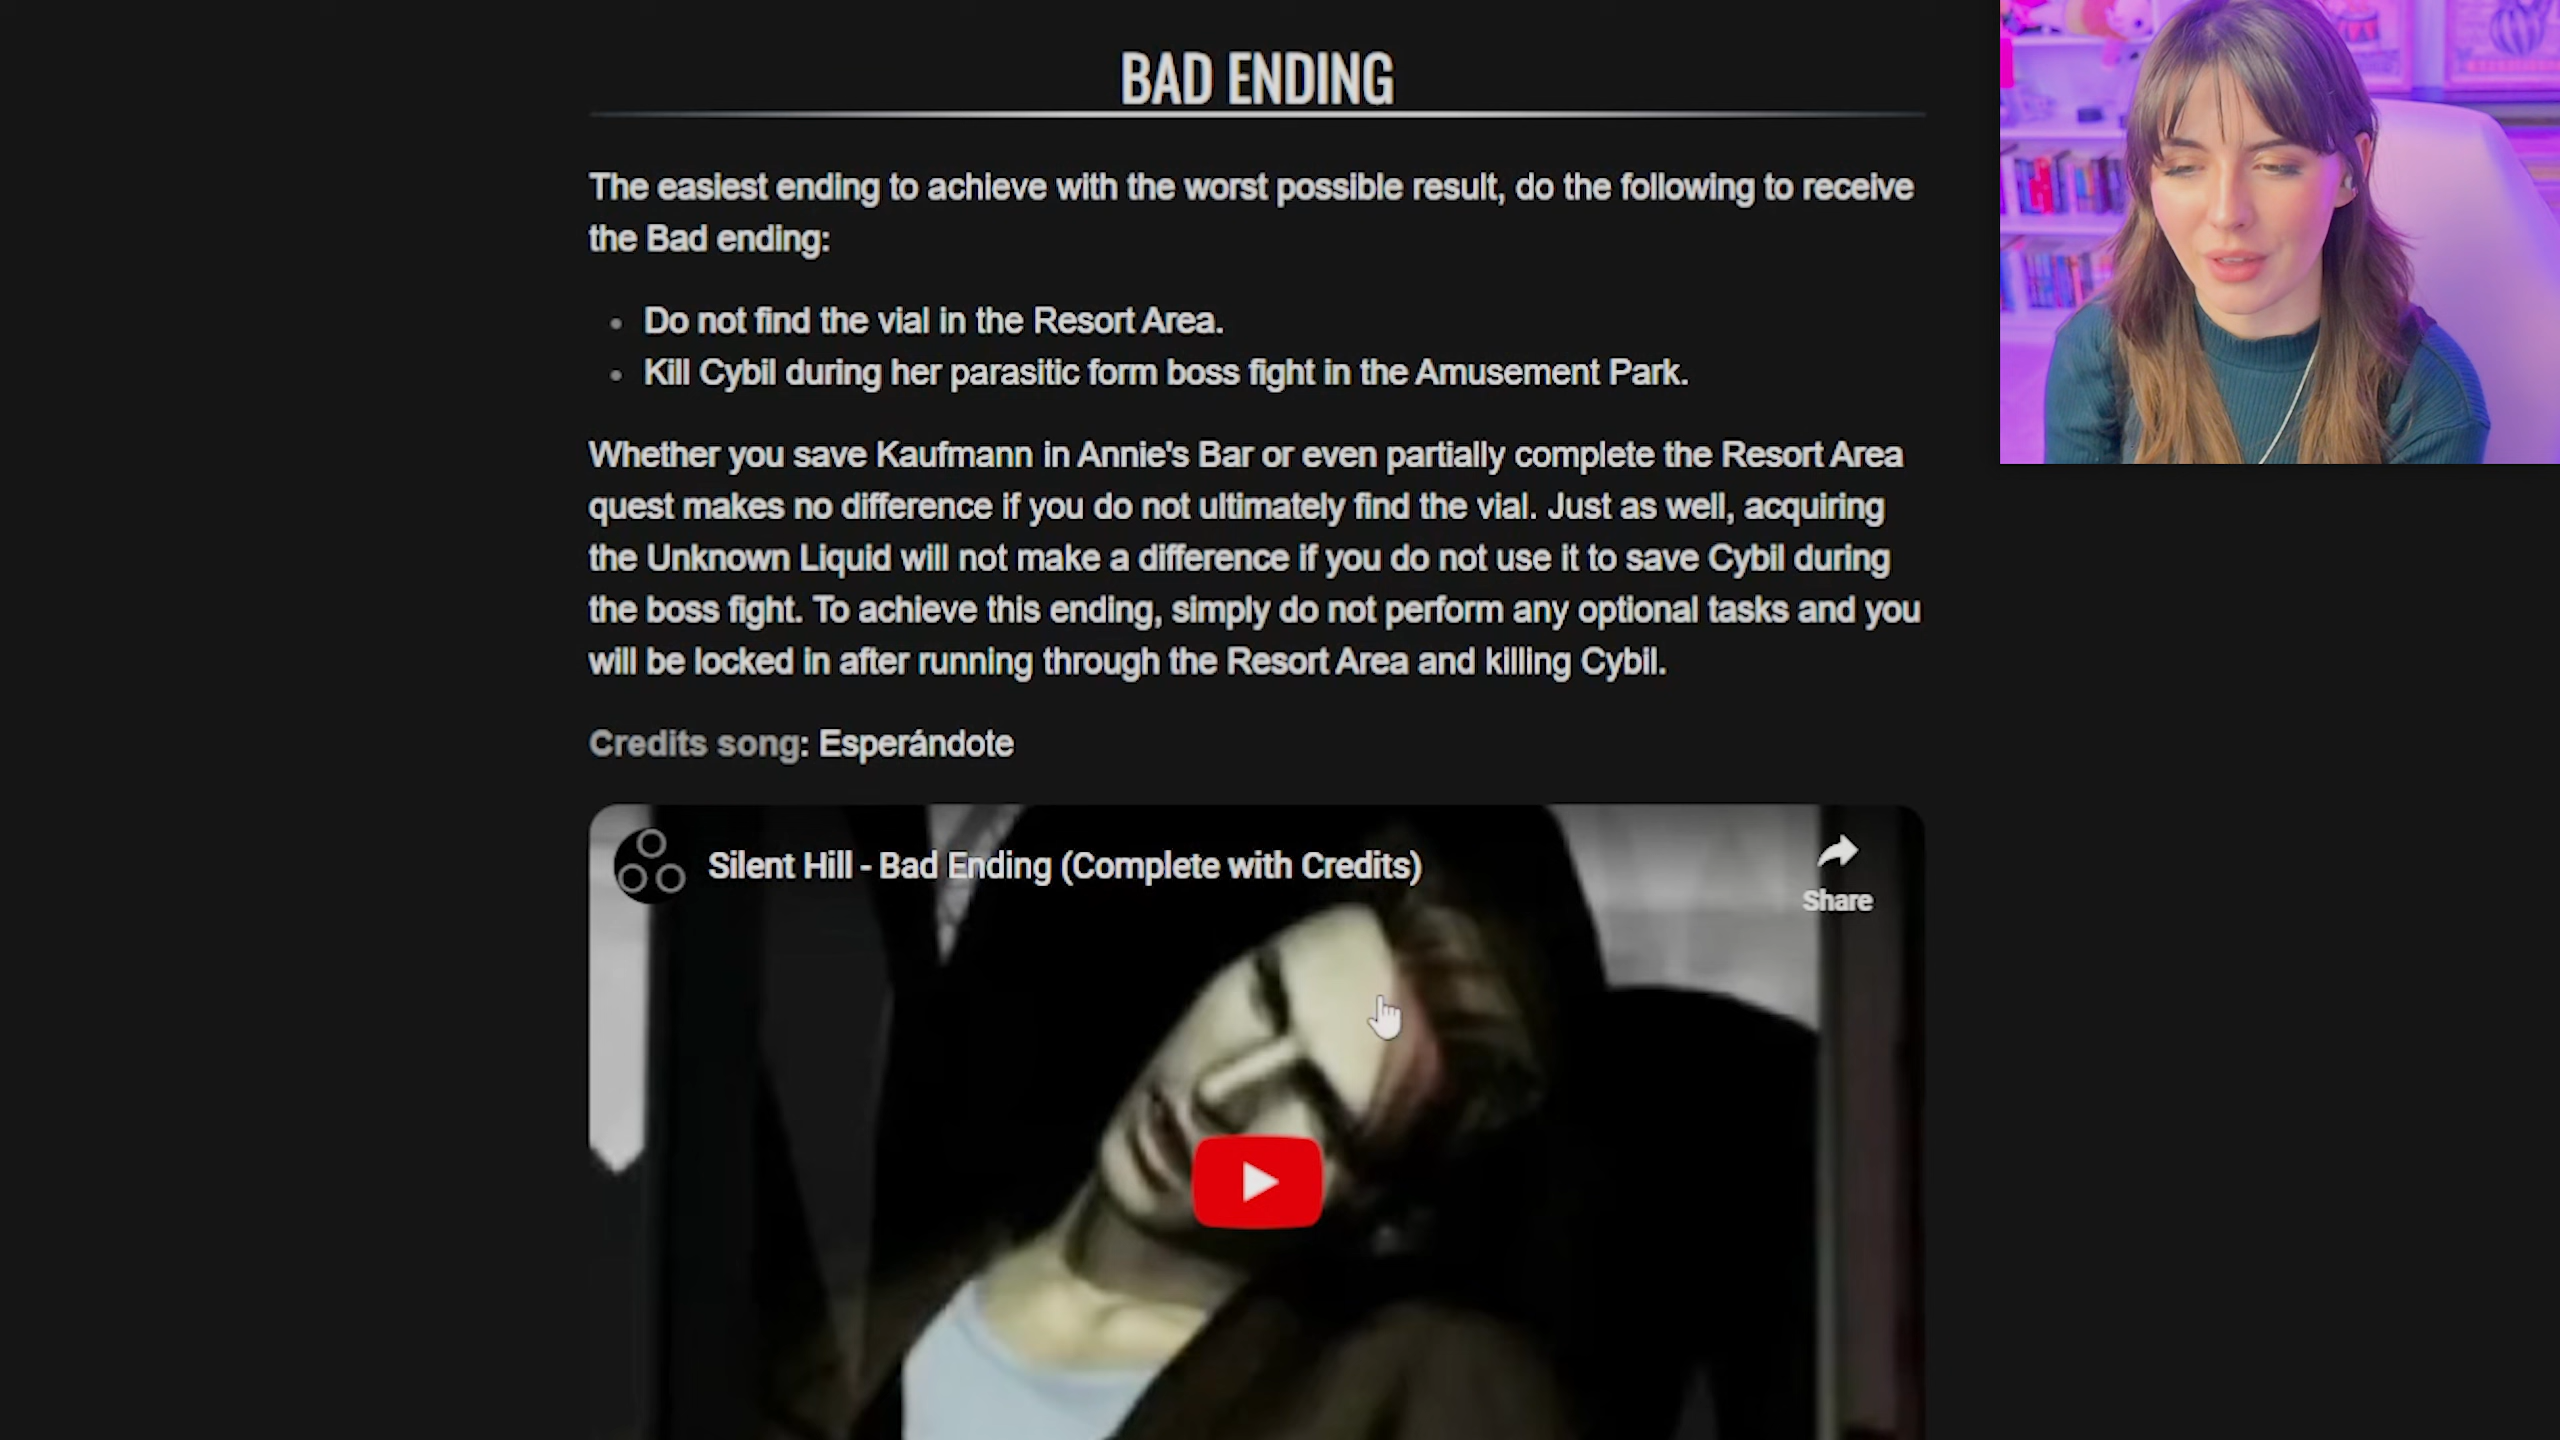 BAD ENDING
The easiest ending to achieve with the worst possible result, do the following to receive
the Bad ending:
• Do not find the vial in the Resort Area.
• Kill Cybil during her parasitic form boss fight in the Amusement Park.
Whether you save Kaufmann in Annie's Bar or even partially complete the Resort Area
quest makes no difference if you do not ultimately find the vial. Just as well, acquiring
the Unknown Liquid will not make a difference if you do not use it to save Cybil during
the boss fight. To achieve this ending, simply do not perform any optional tasks and you
will be locked in after running through the Resort Area and killing Cybil.
Credits song: Esperándote
Silent Hill - Bad Ending (Complete with Credits)
Share